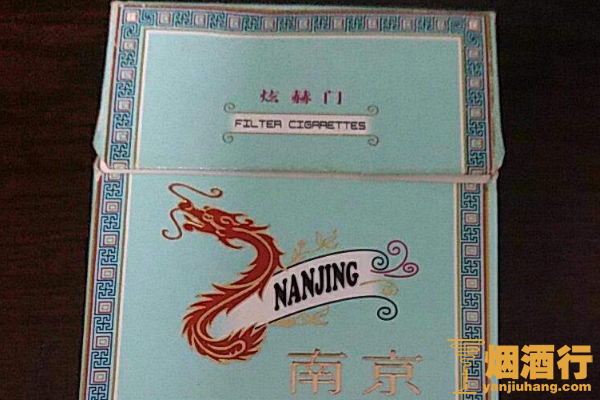 炫赫门
FILTER CIGARETTES
NANJING
南京
烟酒行
yanjiuhang.com